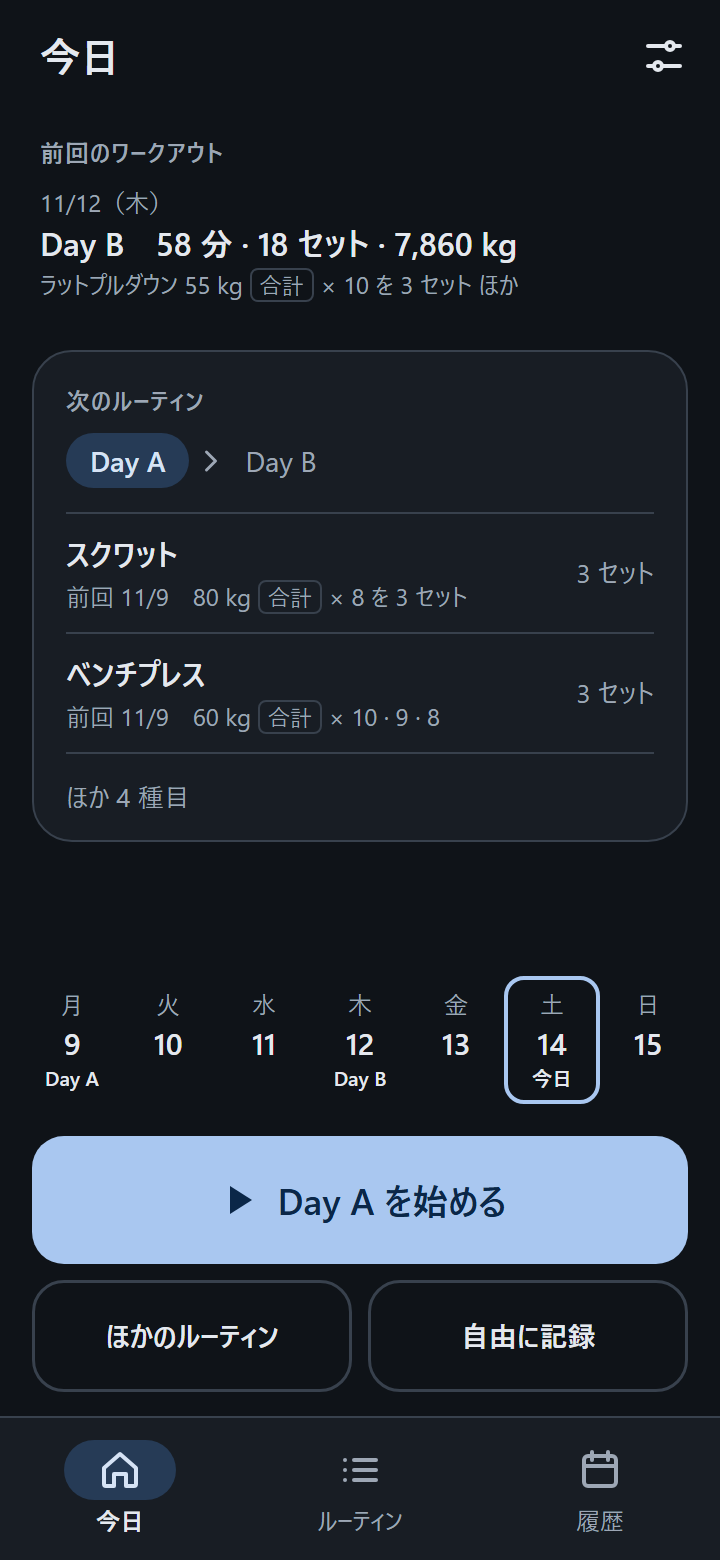 今日
前回のワークアウト
11/12（木）
Day B　58 分 · 18 セット · 7,860 kg
ラットプルダウン 55 kg 合計 × 10 を 3 セット ほか
次のルーティン
Day A Day B
スクワット
前回 11/9　80 kg 合計 × 8 を 3 セット
3 セット
ベンチプレス
前回 11/9　60 kg 合計 × 10 · 9 · 8
3 セット
ほか 4 種目
月 火 水 木 金 土 日
9 10 11 12 13 14 15
Day A Day B 今日
Day A を始める
ほかのルーティン 自由に記録
今日 ルーティン 履歴